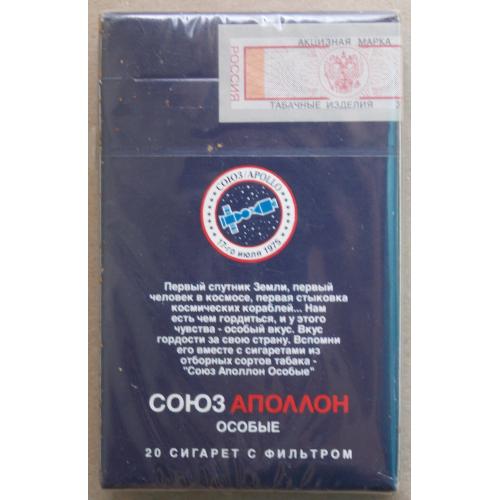 АКЦИЗНАЯ МАРКА
РОССИЯ
ТАБАЧНЫЕ ИЗДЕЛИЯ
СОЮЗ/APOLLO
17-го июля 1975
Первый спутник Земли, первый
человек в космосе, первая стыковка
космических кораблей... Нам
есть чем гордиться, и у этого
чувства - особый вкус. Вкус
гордости за свою страну. Вспомни
его вместе с сигаретами из
отборных сортов табака -
"Союз Аполлон Особые"
СОЮЗ АПОЛЛОН
ОСОБЫЕ
20 СИГАРЕТ С ФИЛЬТРОМ